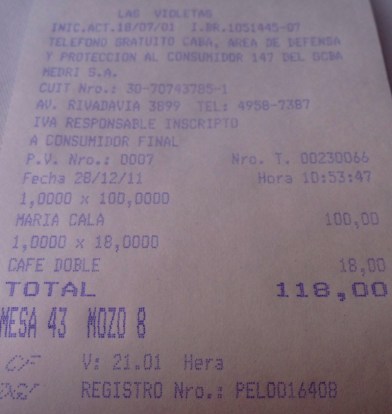 LAS VIOLETAS
INIC.ACT.18/07/01 I.BR.1051445-07
TELEFONO GRATUITO CABA, AREA DE DEFENSA
Y PROTECCION AL CONSUMIDOR 147 DEL GCBA
MEDRI S.A.
CUIT Nro.: 30-70743785-1
AV. RIVADAVIA 3899 TEL: 4958-7387
IVA RESPONSABLE INSCRIPTO
A CONSUMIDOR FINAL
P.V. Nro.: 0007 Nro. T. 00230066
Fecha 28/12/11 Hora 10:53:47
1,0000 x 100,0000
MARIA CALA 100,00
1,0000 x 18,0000
CAFE DOBLE 18,00
TOTAL 118,00
MESA 43 MOZO 8
CF V: 21.01 Hera
REGISTRO Nro.: PEL0016408